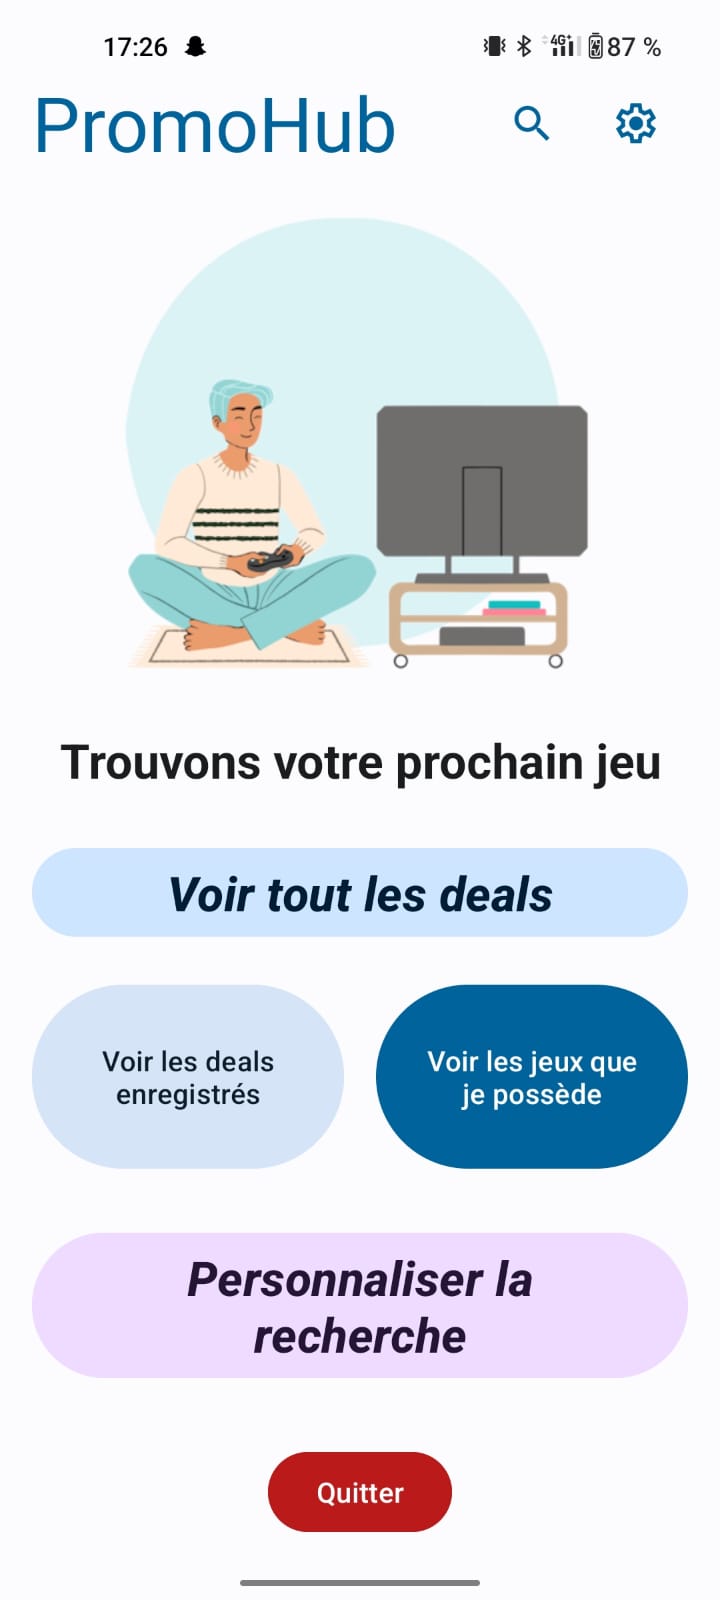 17:26
4G+ 87 %
PromoHub
Trouvons votre prochain jeu
Voir tout les deals
Voir les deals
enregistrés
Voir les jeux que
je possède
Personnaliser la
recherche
Quitter